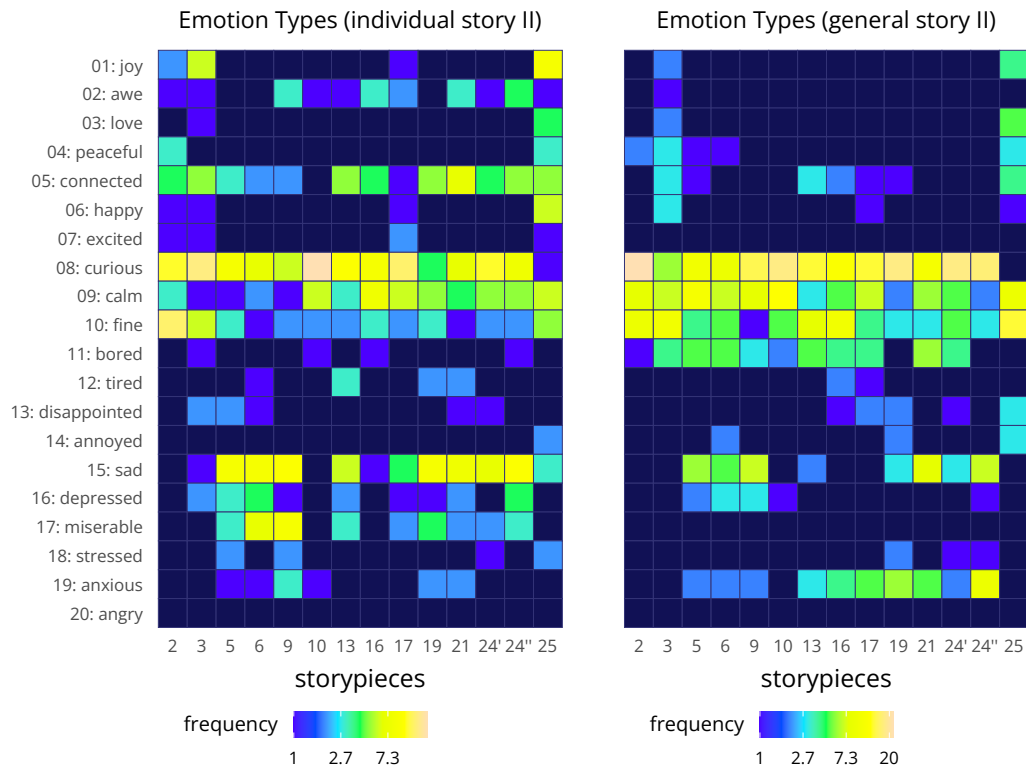 Emotion Types (individual story II)
Emotion Types (general story II)
01: joy
02: awe
03: love
04: peaceful
05: connected
06: happy
07: excited
08: curious
09: calm
10: fine
11: bored
12: tired
13: disappointed
14: annoyed
15: sad
16: depressed
17: miserable
18: stressed
19: anxious
20: angry
2 3 5 6 9 10 13 16 17 19 21 24' 24" 25
2 3 5 6 9 10 13 16 17 19 21 24' 24" 25
storypieces
storypieces
frequency
1 2.7 7.3
frequency
1 2.7 7.3 20